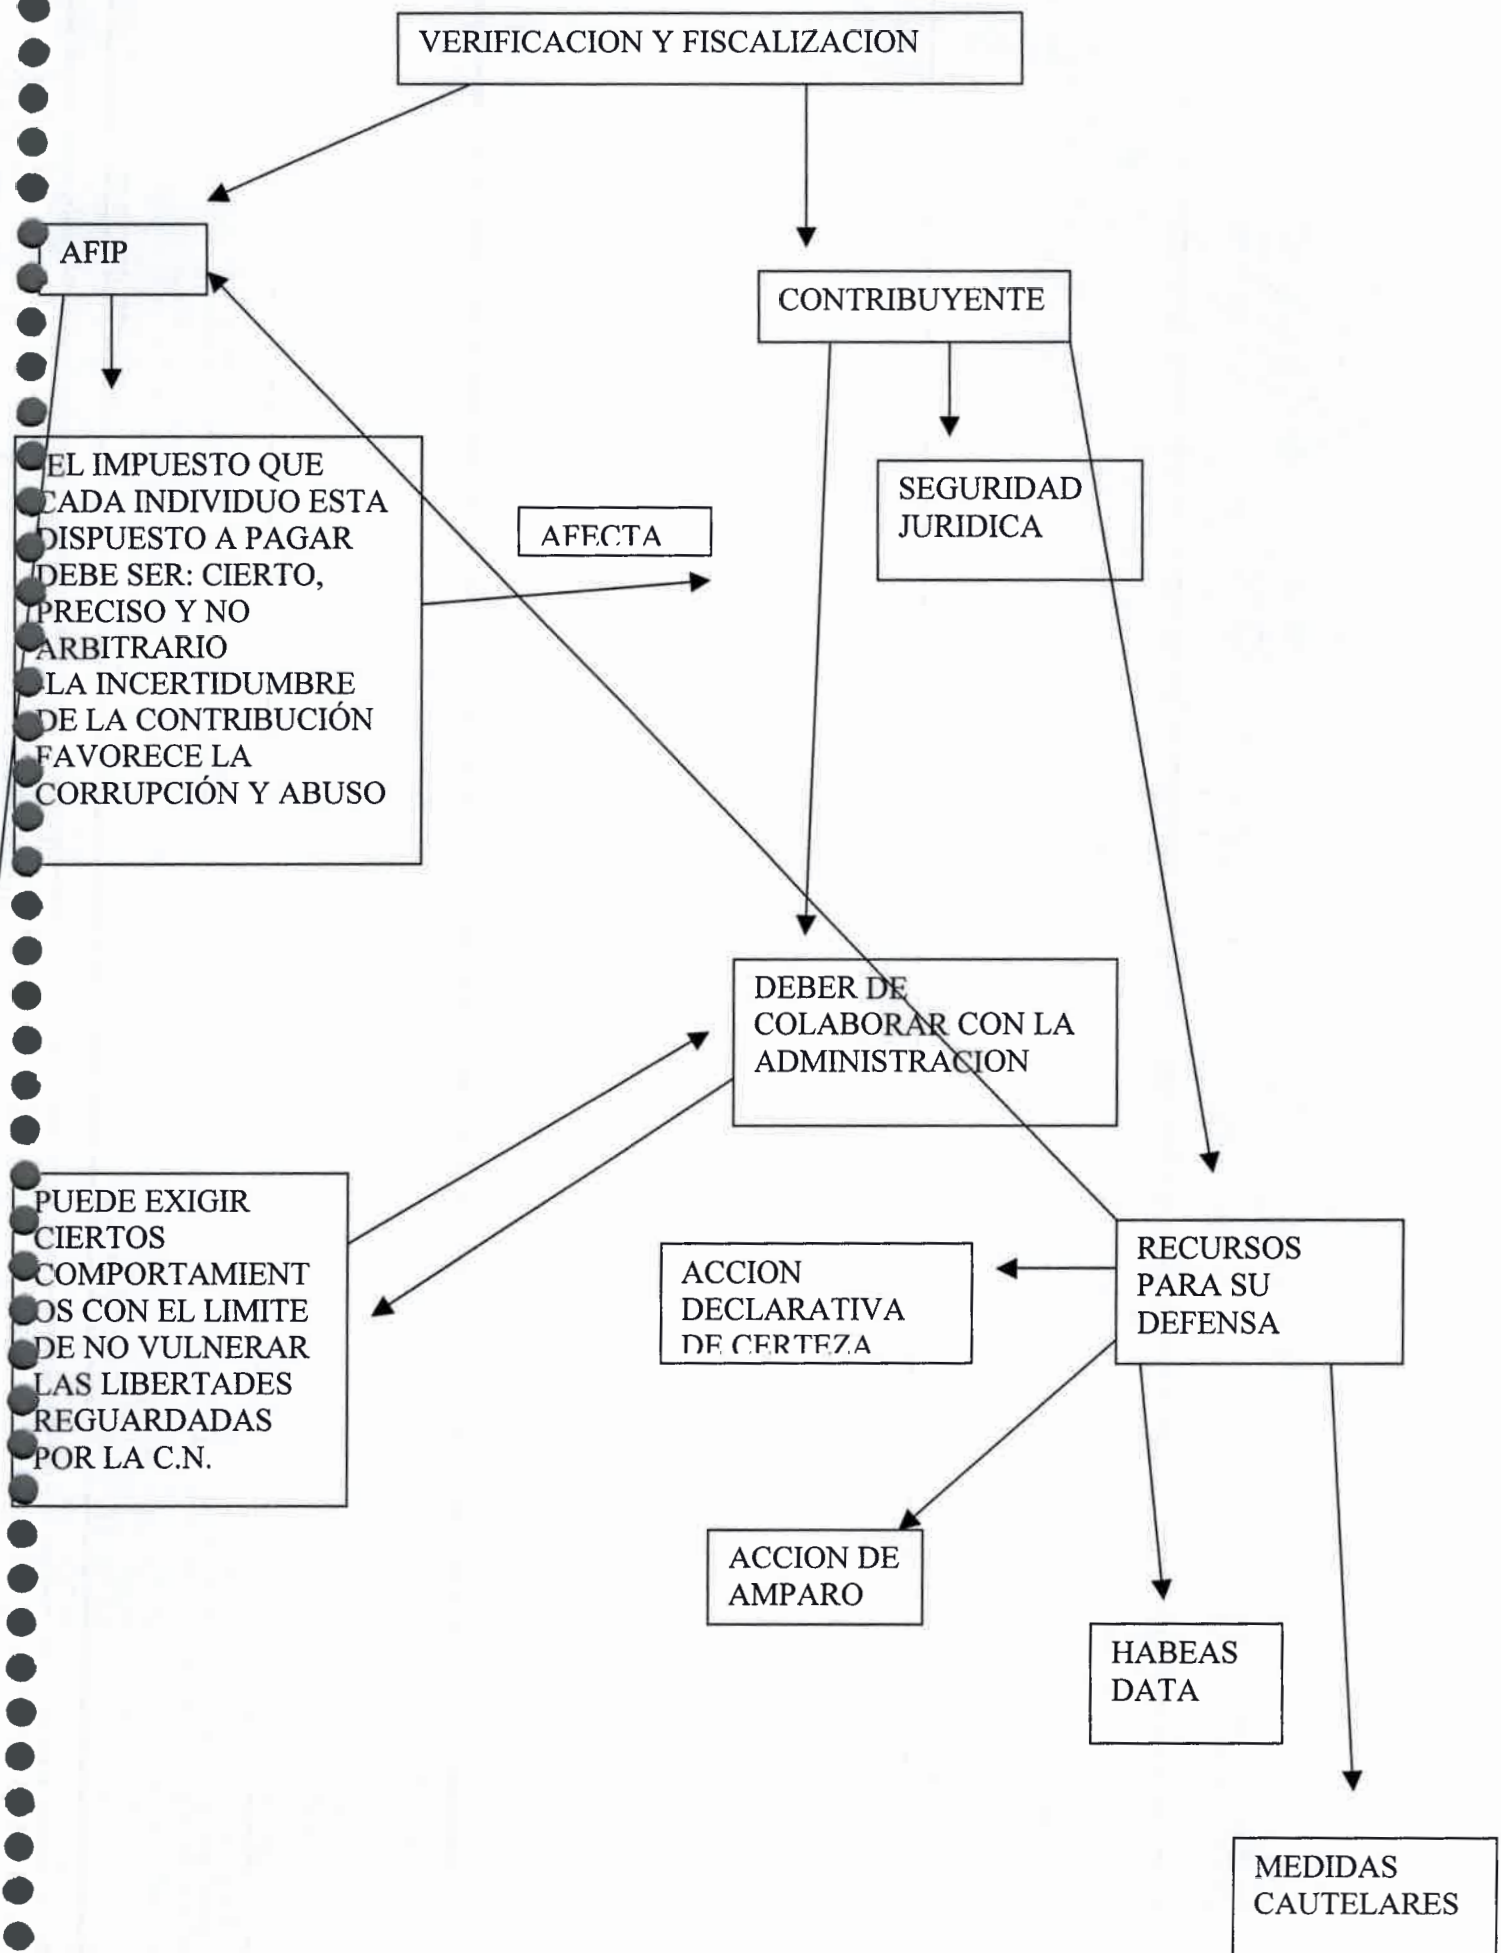 VERIFICACION Y FISCALIZACION
AFIP
CONTRIBUYENTE
EL IMPUESTO QUE
CADA INDIVIDUO ESTA
DISPUESTO A PAGAR
DEBE SER: CIERTO,
PRECISO Y NO
ARBITRARIO
-LA INCERTIDUMBRE
DE LA CONTRIBUCIÓN
FAVORECE LA
CORRUPCIÓN Y ABUSO
AFECTA
SEGURIDAD
JURIDICA
DEBER DE
COLABORAR CON LA
ADMINISTRACION
PUEDE EXIGIR
CIERTOS
COMPORTAMIENT
OS CON EL LIMITE
DE NO VULNERAR
LAS LIBERTADES
REGUARDADAS
POR LA C.N.
ACCION
DECLARATIVA
DE CERTEZA
RECURSOS
PARA SU
DEFENSA
ACCION DE
AMPARO
HABEAS
DATA
MEDIDAS
CAUTELARES